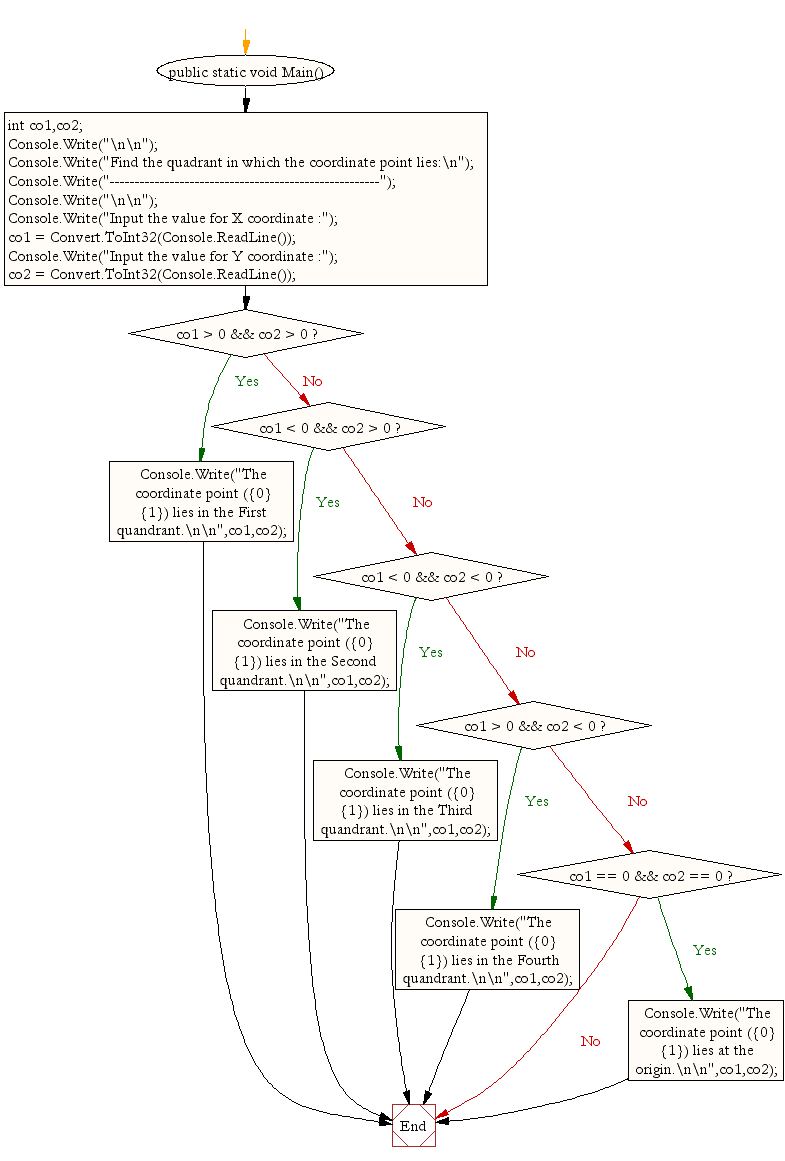 public static void Main()
int co1,co2;
Console.Write("\n\n");
Console.Write("Find the quadrant in which the coordinate point lies:\n");
Console.Write("------------------------------------------------------");
Console.Write("\n\n");
Console.Write("Input the value for X coordinate :");
co1 = Convert.ToInt32(Console.ReadLine());
Console.Write("Input the value for Y coordinate :");
co2 = Convert.ToInt32(Console.ReadLine());
co1 > 0 && co2 > 0 ?
Yes
No
co1 < 0 && co2 > 0 ?
Console.Write("The
coordinate point ({0}
{1}) lies in the First
quandrant.\n\n",co1,co2);
Yes
No
co1 < 0 && co2 < 0 ?
Console.Write("The
coordinate point ({0}
{1}) lies in the Second
quandrant.\n\n",co1,co2);
Yes
No
co1 > 0 && co2 < 0 ?
Console.Write("The
coordinate point ({0}
{1}) lies in the Third
quandrant.\n\n",co1,co2);
Yes
No
co1 == 0 && co2 == 0 ?
Console.Write("The
coordinate point ({0}
{1}) lies in the Fourth
quandrant.\n\n",co1,co2);
Yes
No
Console.Write("The
coordinate point ({0}
{1}) lies at the
origin.\n\n",co1,co2);
End